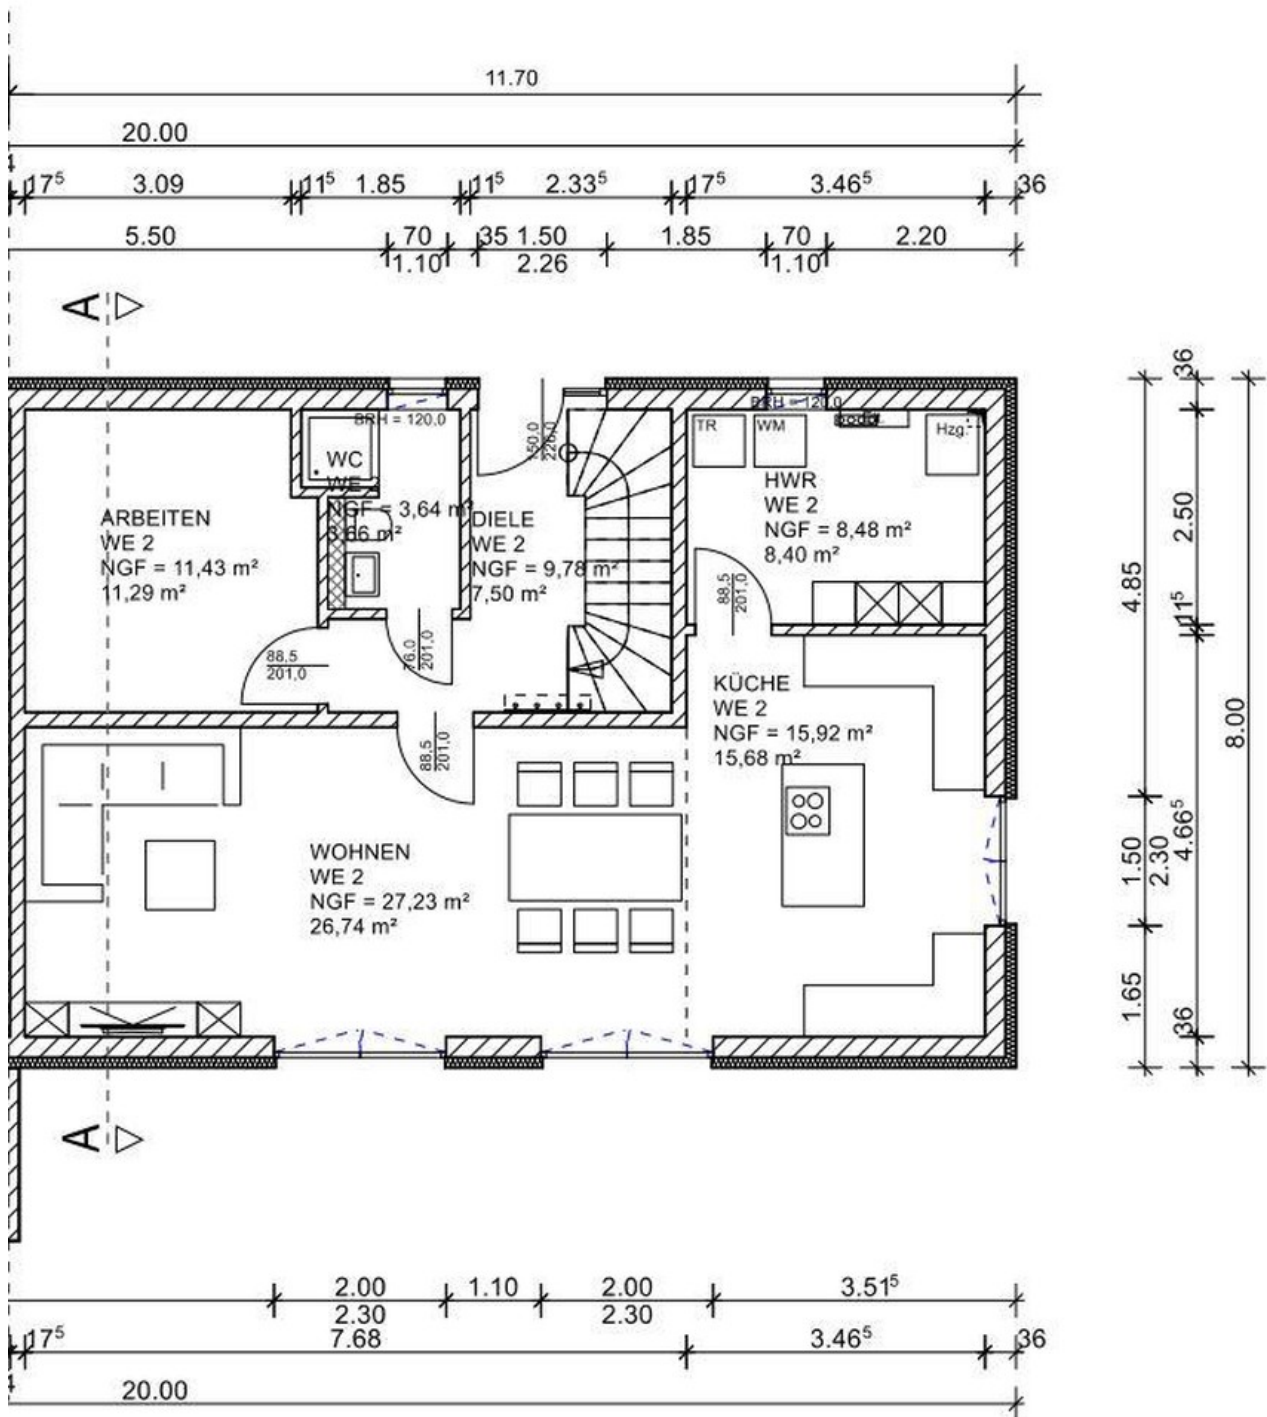 11.70
20.00
17⁵ 3.09 11⁵ 1.85 11⁵ 2.33⁵ 17⁵ 3.46⁵ 36
5.50 70 35 1.50 1.85 70 2.20
1.10 2.26 1.10
A
36
BRH = 120,0
BRH = 120,0
TR
WM
Hzg.
150,0
226,0
WC
WE
NGF = 3,64 m²
3,66 m²
HWR
WE 2
NGF = 8,48 m²
8,40 m²
ARBEITEN
WE 2
NGF = 11,43 m²
11,29 m²
DIELE
WE 2
NGF = 9,78 m²
7,50 m²
2.50
4.85
11⁵
88,5
201,0
76,0
201,0
88,5
201,0
88,5
201,0
KÜCHE
WE 2
NGF = 15,92 m²
15,68 m²
8.00
WOHNEN
WE 2
NGF = 27,23 m²
26,74 m²
1.50
2.30
4.66⁵
1.65
36
A
2.00 1.10 2.00 3.51⁵
2.30 2.30
17⁵ 7.68 3.46⁵ 36
20.00